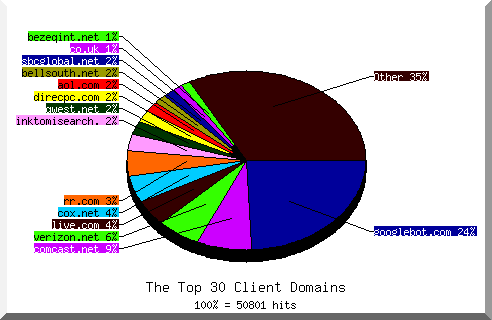 bezeqint.net 1%
co.uk 1%
sbcglobal.net 2%
bellsouth.net 2%
aol.com 2%
direcpc.com 2%
qwest.net 2%
inktomisearch. 2%
Other 35%
rr.com 3%
cox.net 4%
live.com 4%
verizon.net 6%
comcast.net 9%
googlebot.com 24%
The Top 30 Client Domains
100% = 50801 hits